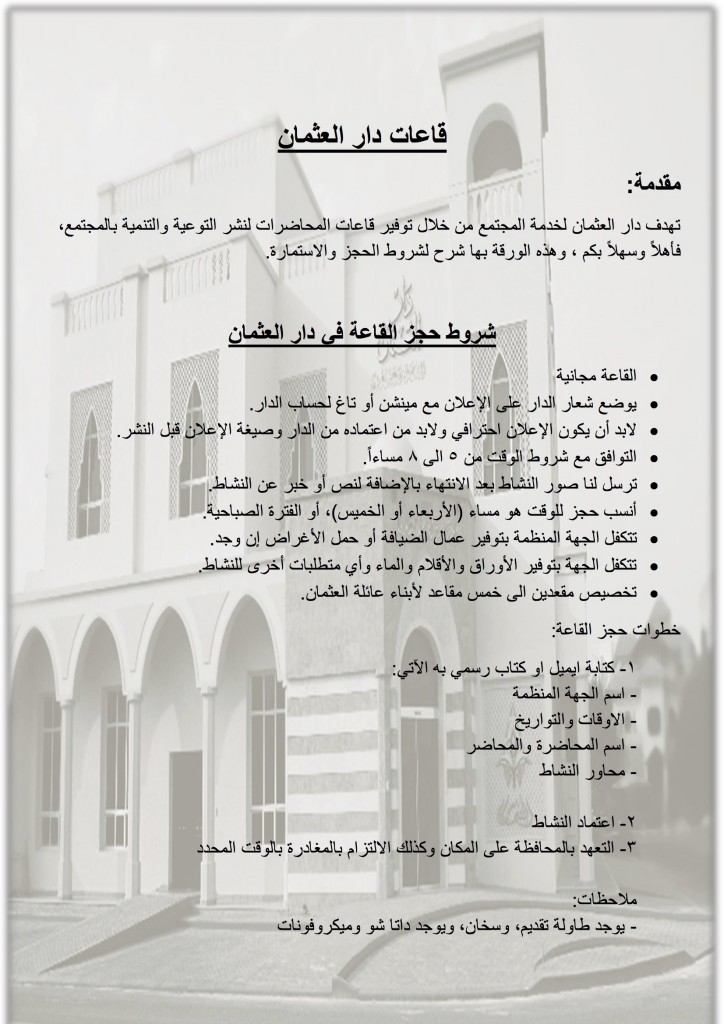 قاعات دار العثمان
مقدمة:
تهدف دار العثمان لخدمة المجتمع من خلال توفير قاعات المحاضرات لنشر التوعية والتنمية بالمجتمع،
فأهلاً وسهلاً بكم ، وهذه الورقة بها شرح لشروط الحجز والاستمارة.
شروط حجز القاعة في دار العثمان
• القاعة مجانية
• يوضع شعار الدار على الإعلان مع مينشن أو تاغ لحساب الدار.
• لابد أن يكون الإعلان احترافي ولابد من اعتماده من الدار وصيغة الإعلان قبل النشر.
• التوافق مع شروط الوقت من ٥ الى ٨ مساءاً.
• ترسل لنا صور النشاط بعد الانتهاء بالإضافة لنص أو خبر عن النشاط.
• أنسب حجز للوقت هو مساء (الأربعاء أو الخميس)، أو الفترة الصباحية.
• تتكفل الجهة المنظمة بتوفير عمال الضيافة أو حمل الأغراض إن وجد.
• تتكفل الجهة بتوفير الأوراق والأقلام والماء وأي متطلبات أخرى للنشاط.
• تخصيص مقعدين الى خمس مقاعد لأبناء عائلة العثمان.
خطوات حجز القاعة:
١- كتابة ايميل او كتاب رسمي به الآتي:
- اسم الجهة المنظمة
- الاوقات والتواريخ
- اسم المحاضرة والمحاضر
- محاور النشاط
٢- اعتماد النشاط
٣- التعهد بالمحافظة على المكان وكذلك الالتزام بالمغادرة بالوقت المحدد
ملاحظات:
- يوجد طاولة تقديم، وسخان، ويوجد داتا شو وميكروفونات